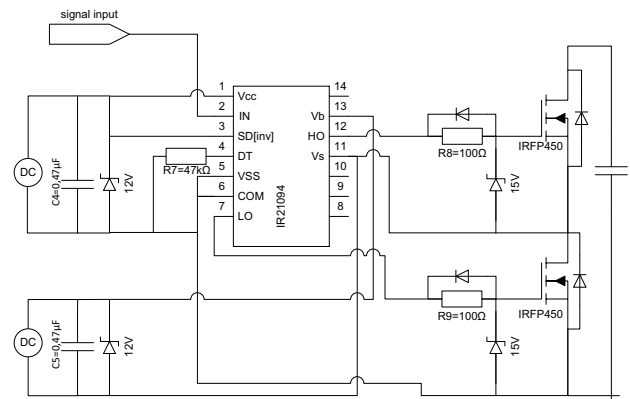 signal input
1
2
3
4
5
6
7
Vcc
IN
SD[inv]
DT
VSS
COM
LO
IR21094
14
13
12
11
10
9
8
Vb
HO
Vs
DC
C4=0,47µF
12V
R7=47kΩ
R8=100Ω
15V
IRFP450
DC
C5=0,47µF
12V
R9=100Ω
15V
IRFP450